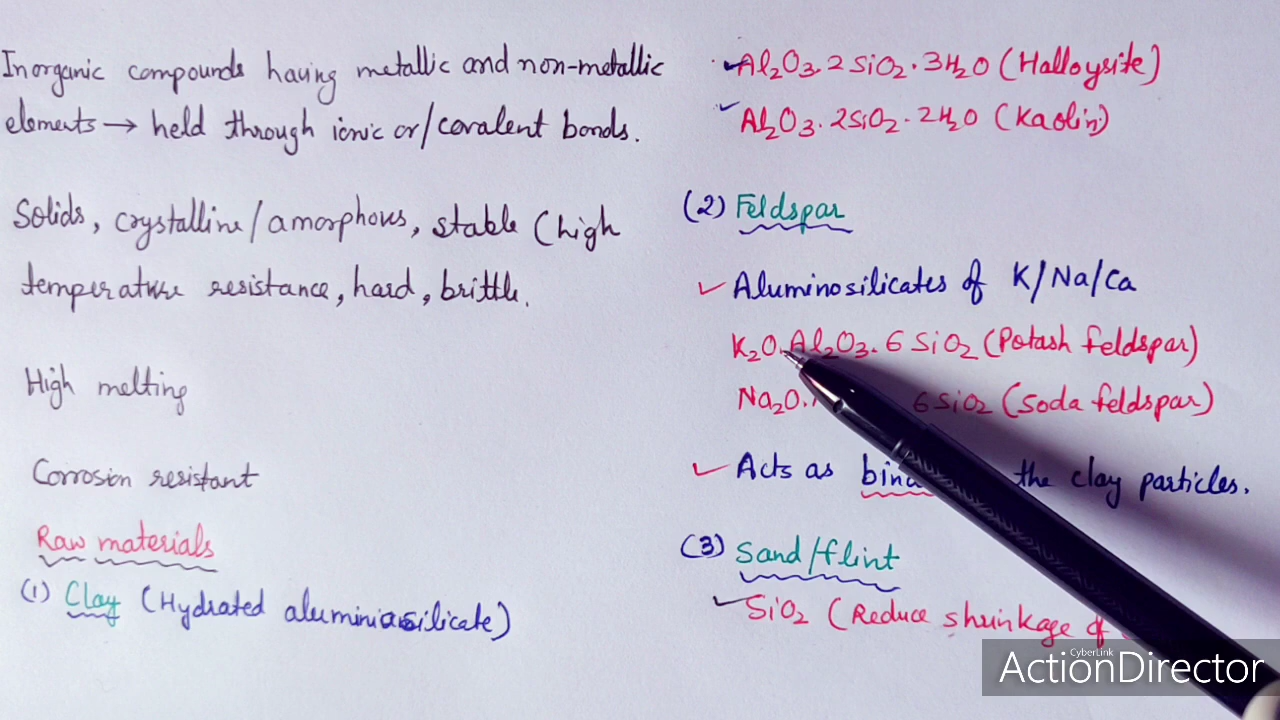 Inorganic compounds having metallic and non-metallic
elements → held through ionic or/covalent bonds.
Solids, crystalline/amorphous, stable (high
temperature resistance, hard, brittle.
High melting
Corrosion resistant
Raw materials
(1) Clay (Hydrated aluminiosilicate)
Al₂O₃.2SiO₂.3H₂O (Halloysite)
Al₂O₃.2SiO₂.2H₂O (Kaolin)
(2) Feldspar
Aluminosilicates of K/Na/Ca
K₂O.Al₂O₃.6SiO₂ (Potash feldspar)
Na₂O. 6SiO₂ (Soda feldspar)
Acts as the clay particles.
(3) Sand/flint
SiO₂ (Reduce shrinkage of
CyberLink
ActionDirector